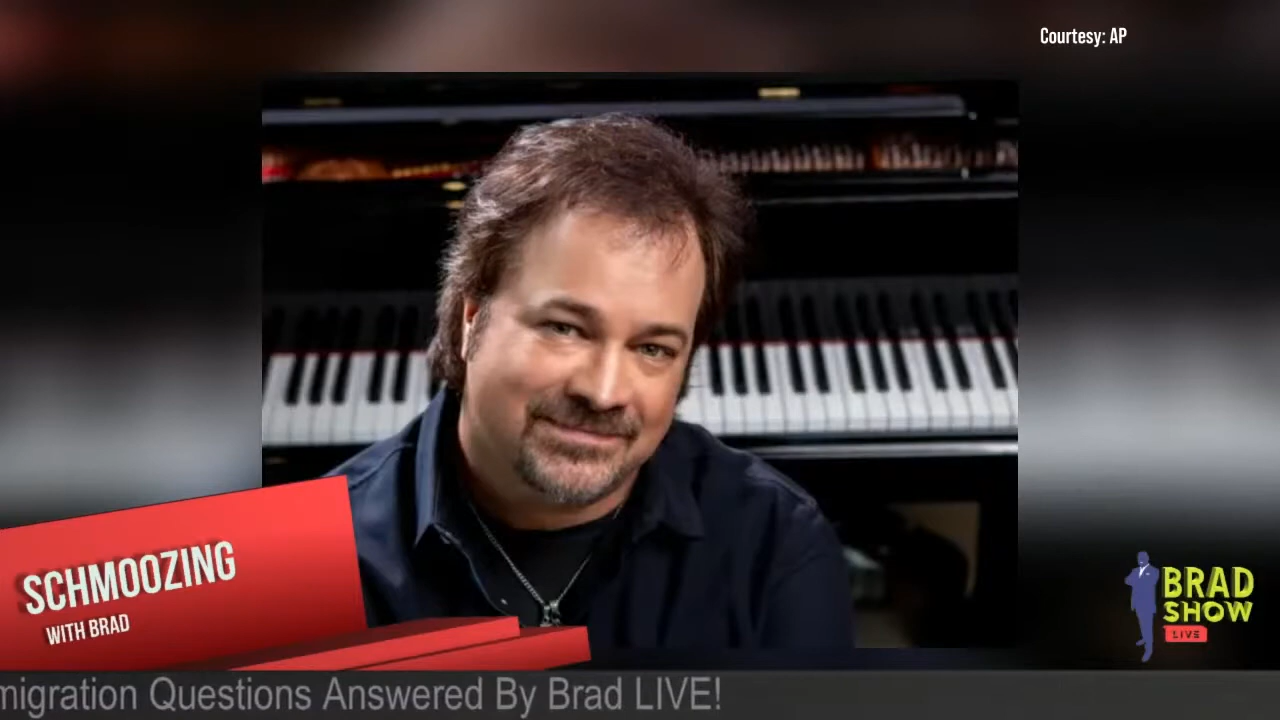 Courtesy: AP
SCHMOOZING
WITH BRAD
BRAD
SHOW
LIVE
migration Questions Answered By Brad LIVE!